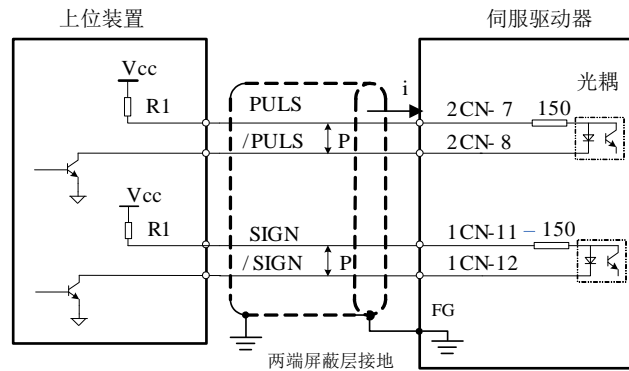 上位装置
伺服驱动器
Vcc
R1
PULS
i
2CN-7
150
光耦
/PULS
P
2CN-8
Vcc
R1
SIGN
1CN-11
150
/SIGN
P
1CN-12
FG
两端屏蔽层接地